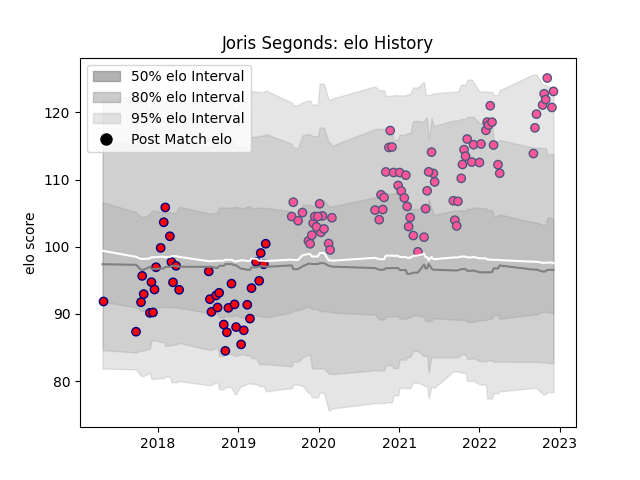 Joris Segonds: elo History
50% elo Interval
80% elo Interval
95% elo Interval
Post Match elo
elo score
120
110
100
90
80
2018
2019
2020
2021
2022
2023